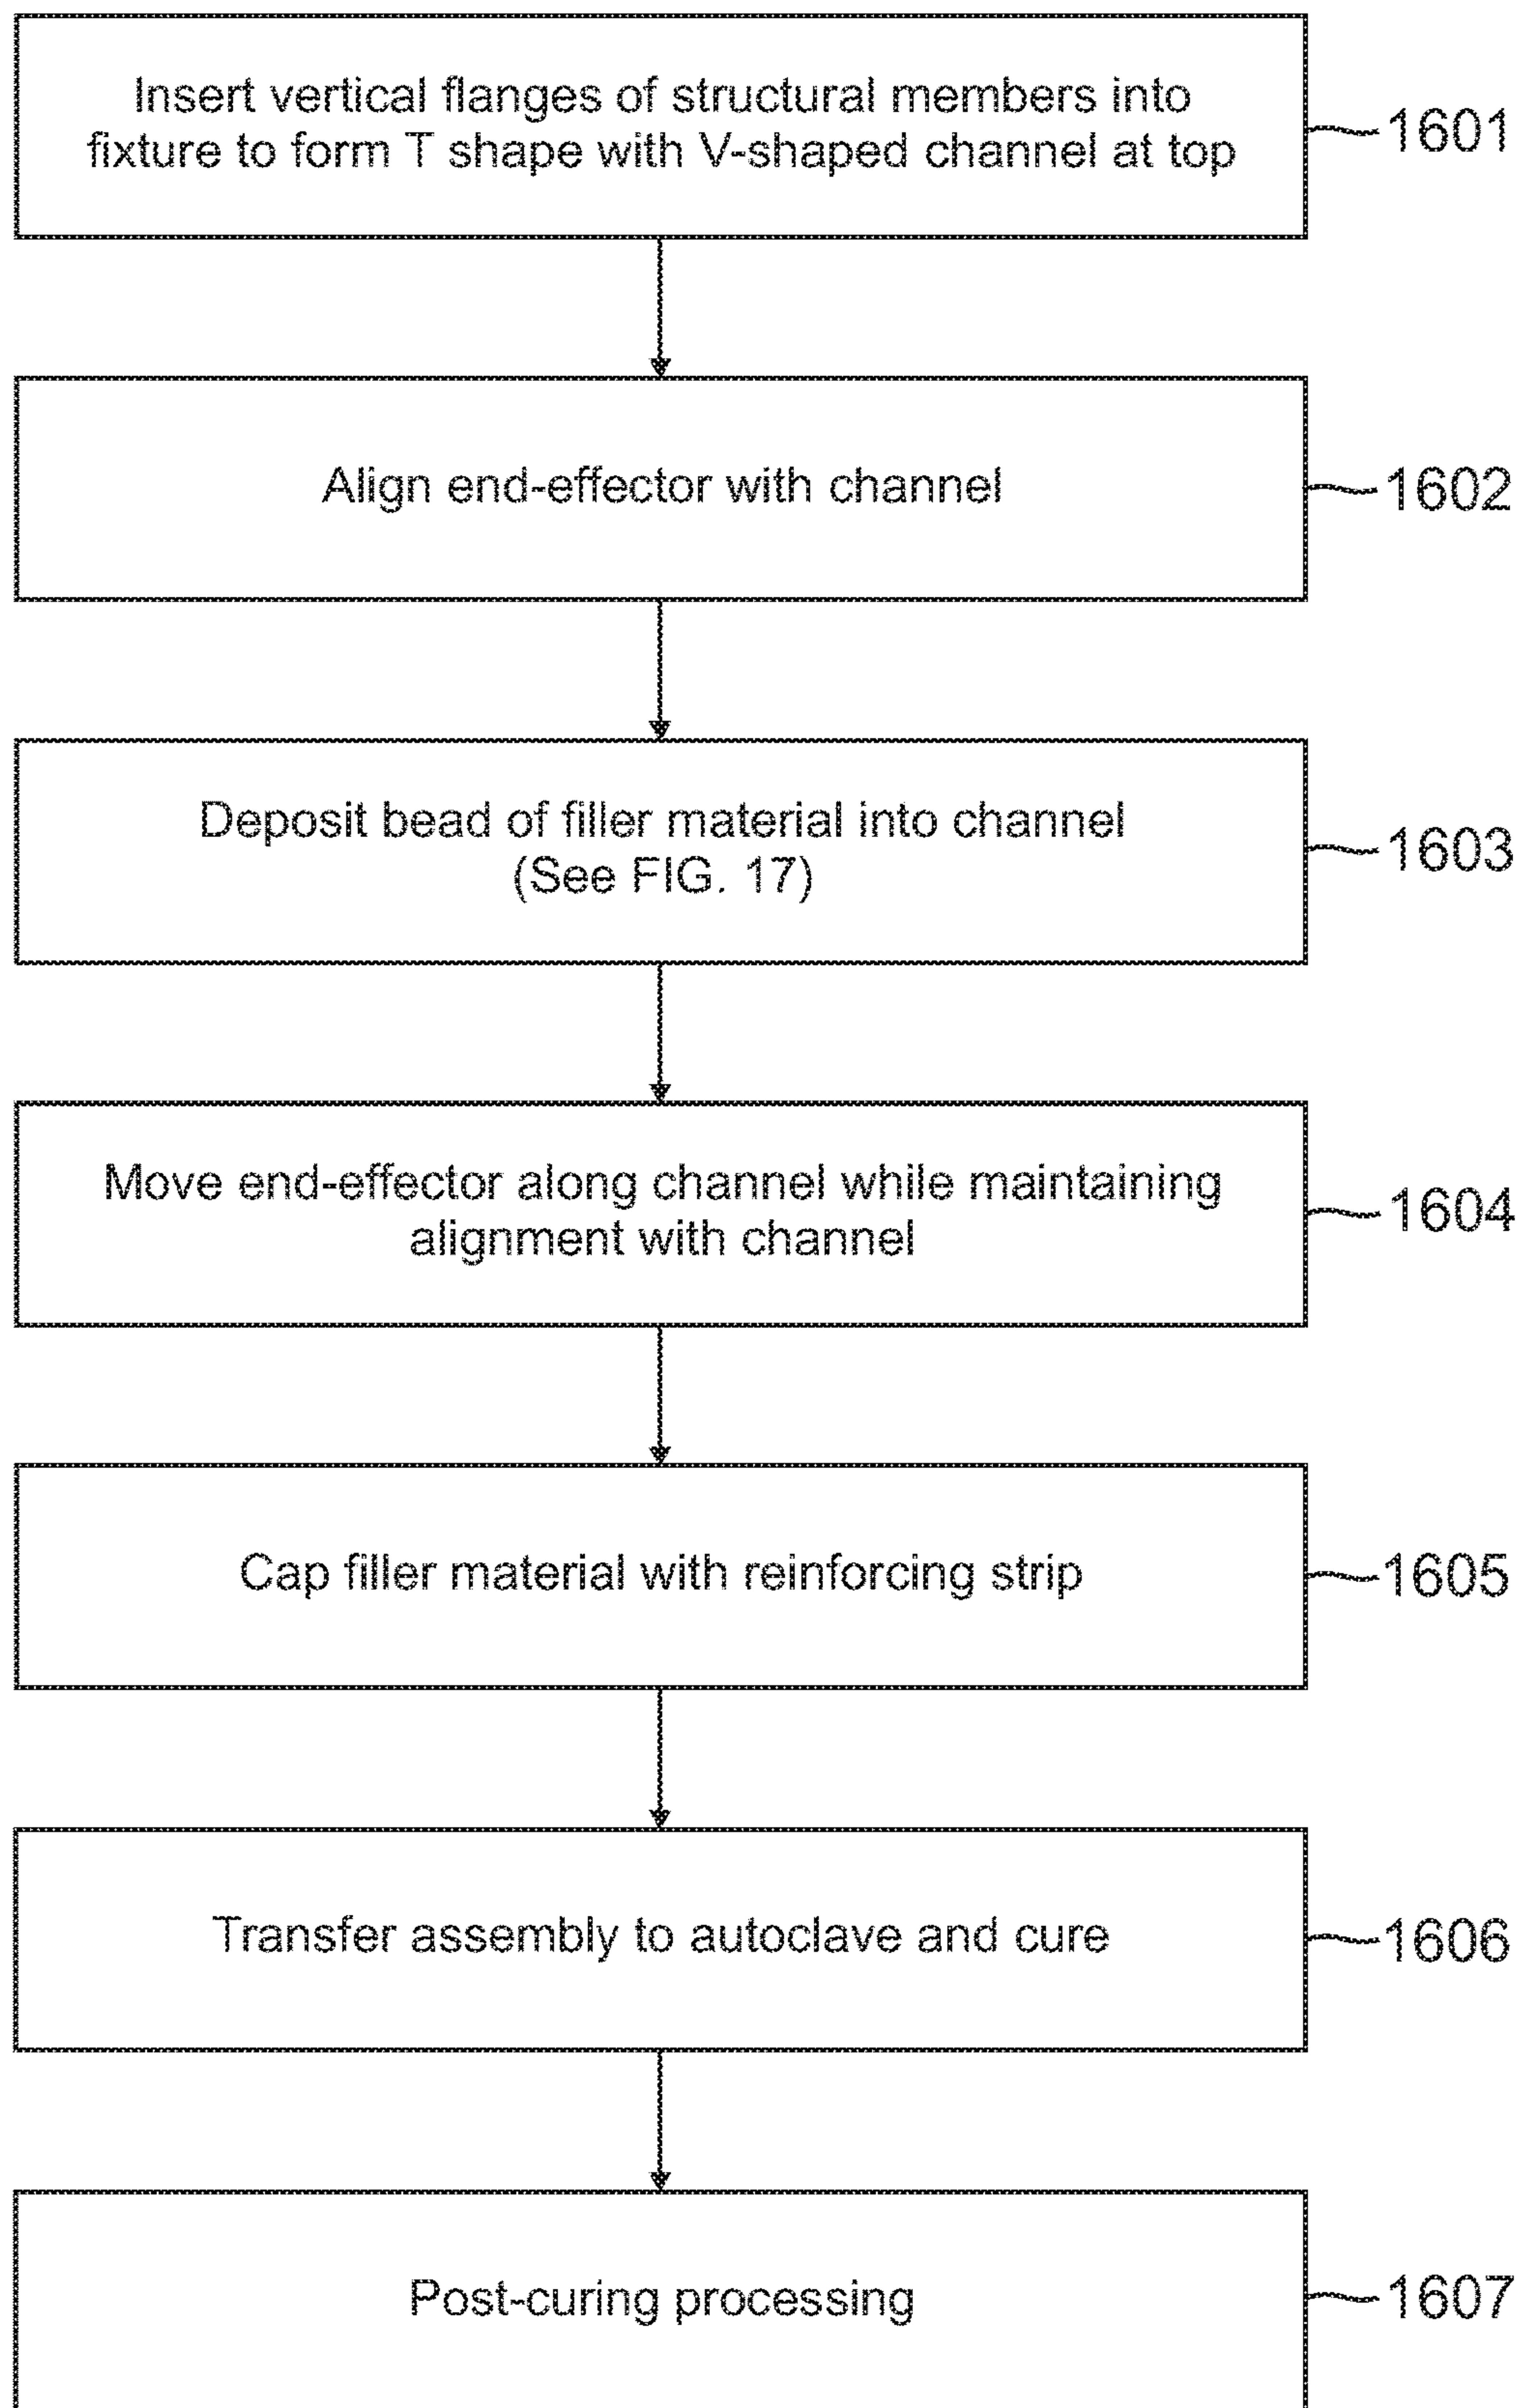 Insert vertical flanges of structural members into
fixture to form T shape with V-shaped channel at top
1601
Align end-effector with channel
1602
Deposit bead of filler material into channel
(See FIG. 17)
1603
Move end-effector along channel while maintaining
alignment with channel
1604
Cap filler material with reinforcing strip
1605
Transfer assembly to autoclave and cure
1606
Post-curing processing
1607